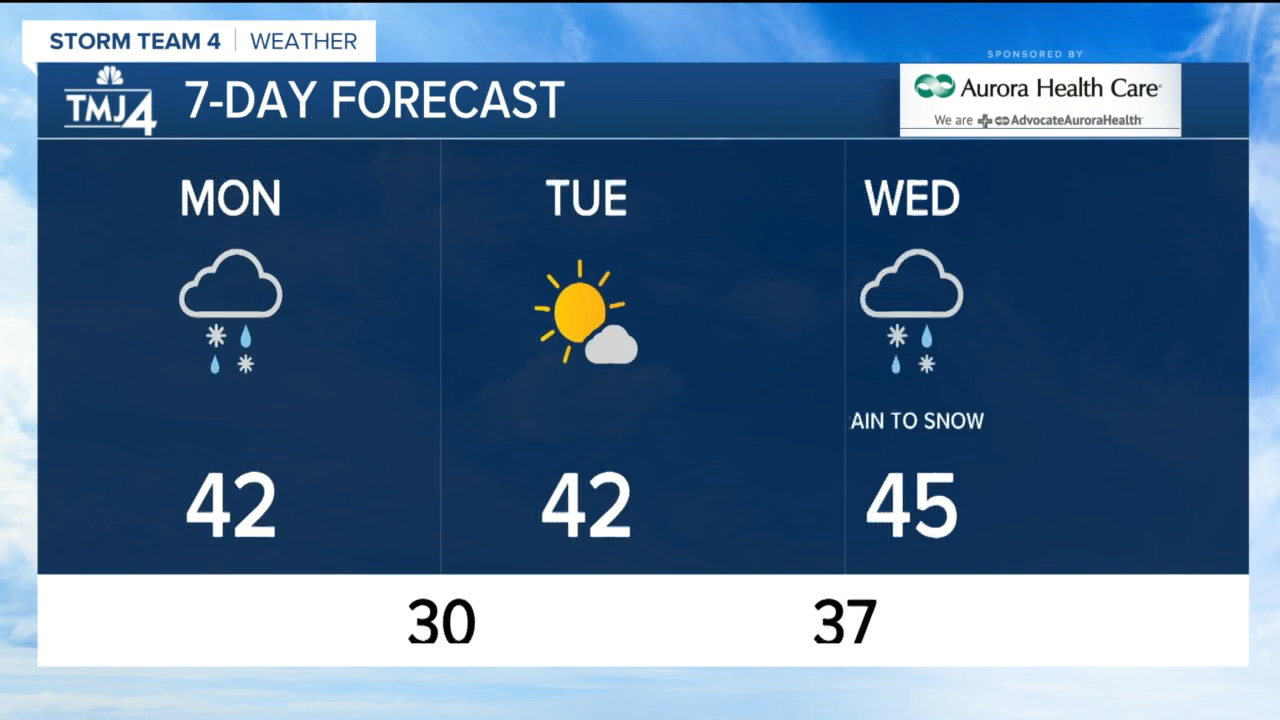 STORM TEAM 4 | WEATHER
SPONSORED BY
TMJ4
7-DAY FORECAST
Aurora Health Care
We are AdvocateAuroraHealth
MON TUE WED
AIN TO SNOW
42 42 45
30 37